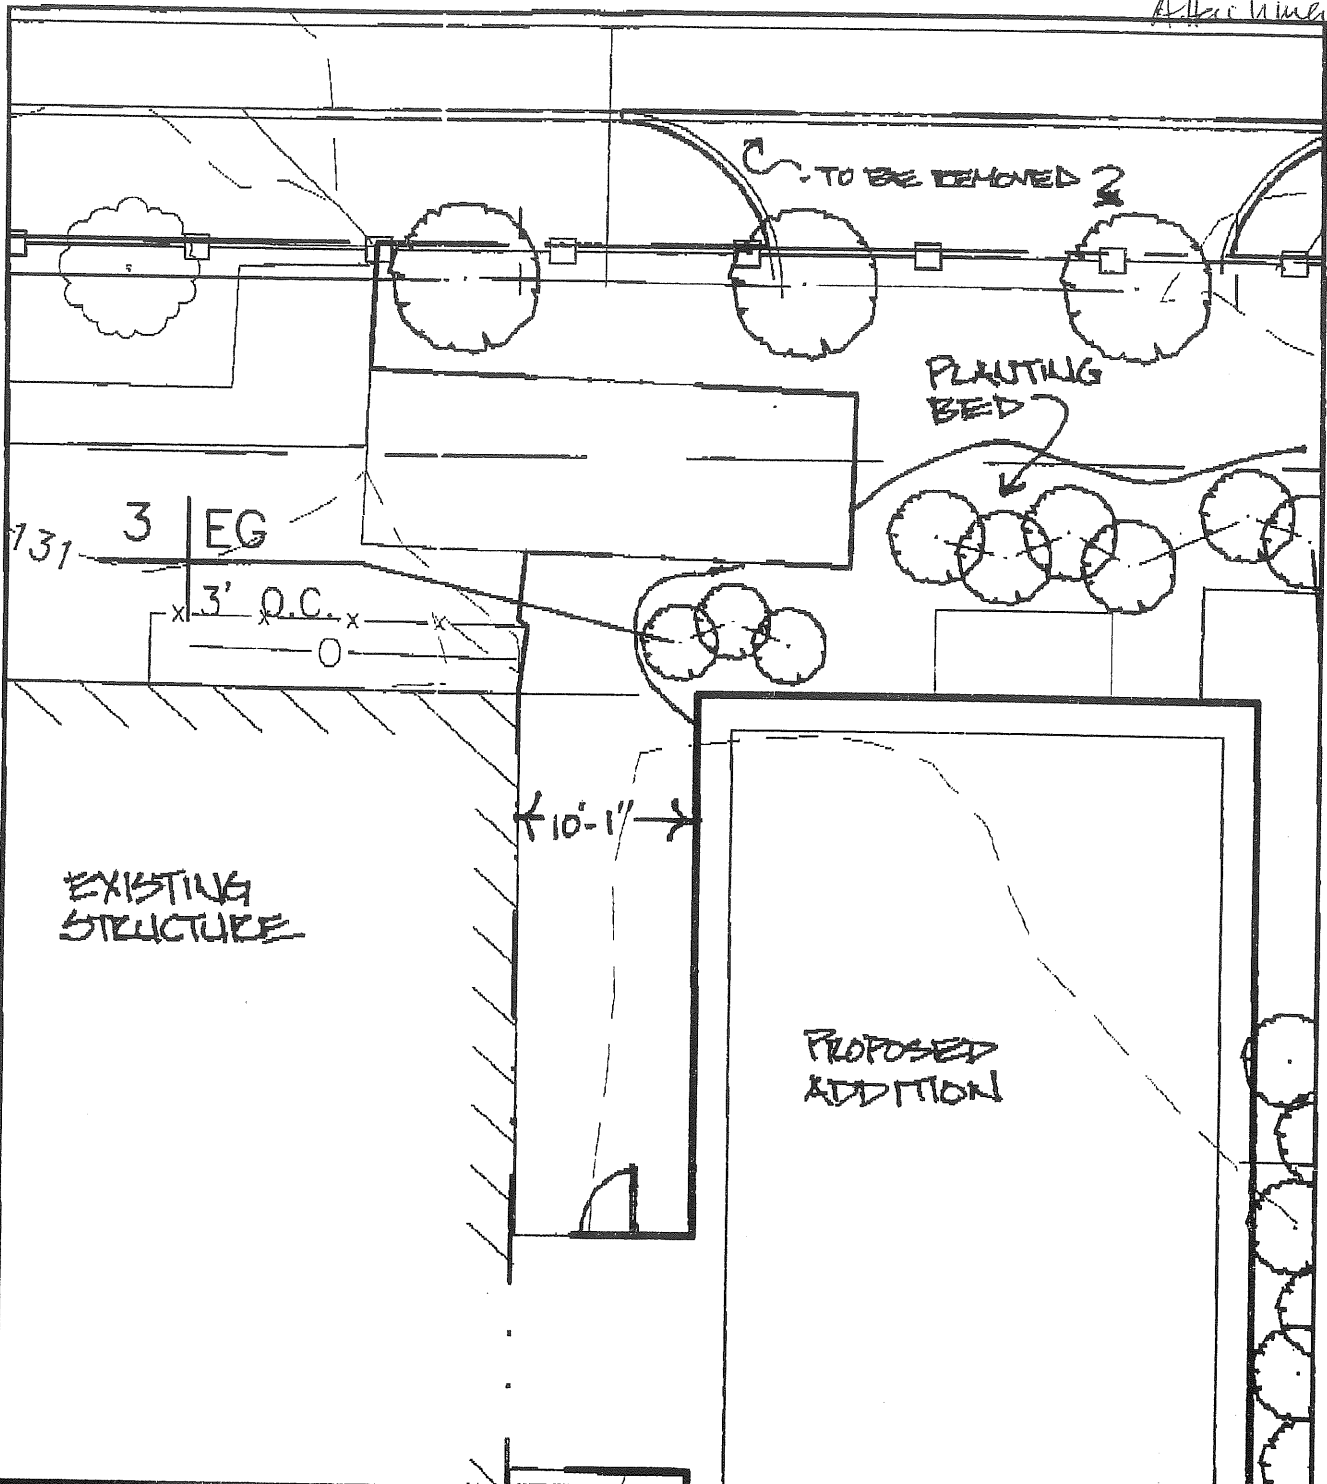 TO BE REMOVED ?
PLANTING
BED
3 EG
131
3' O.C.
O
10'-1"
EXISTING
STRUCTURE
PROPOSED
ADDITION